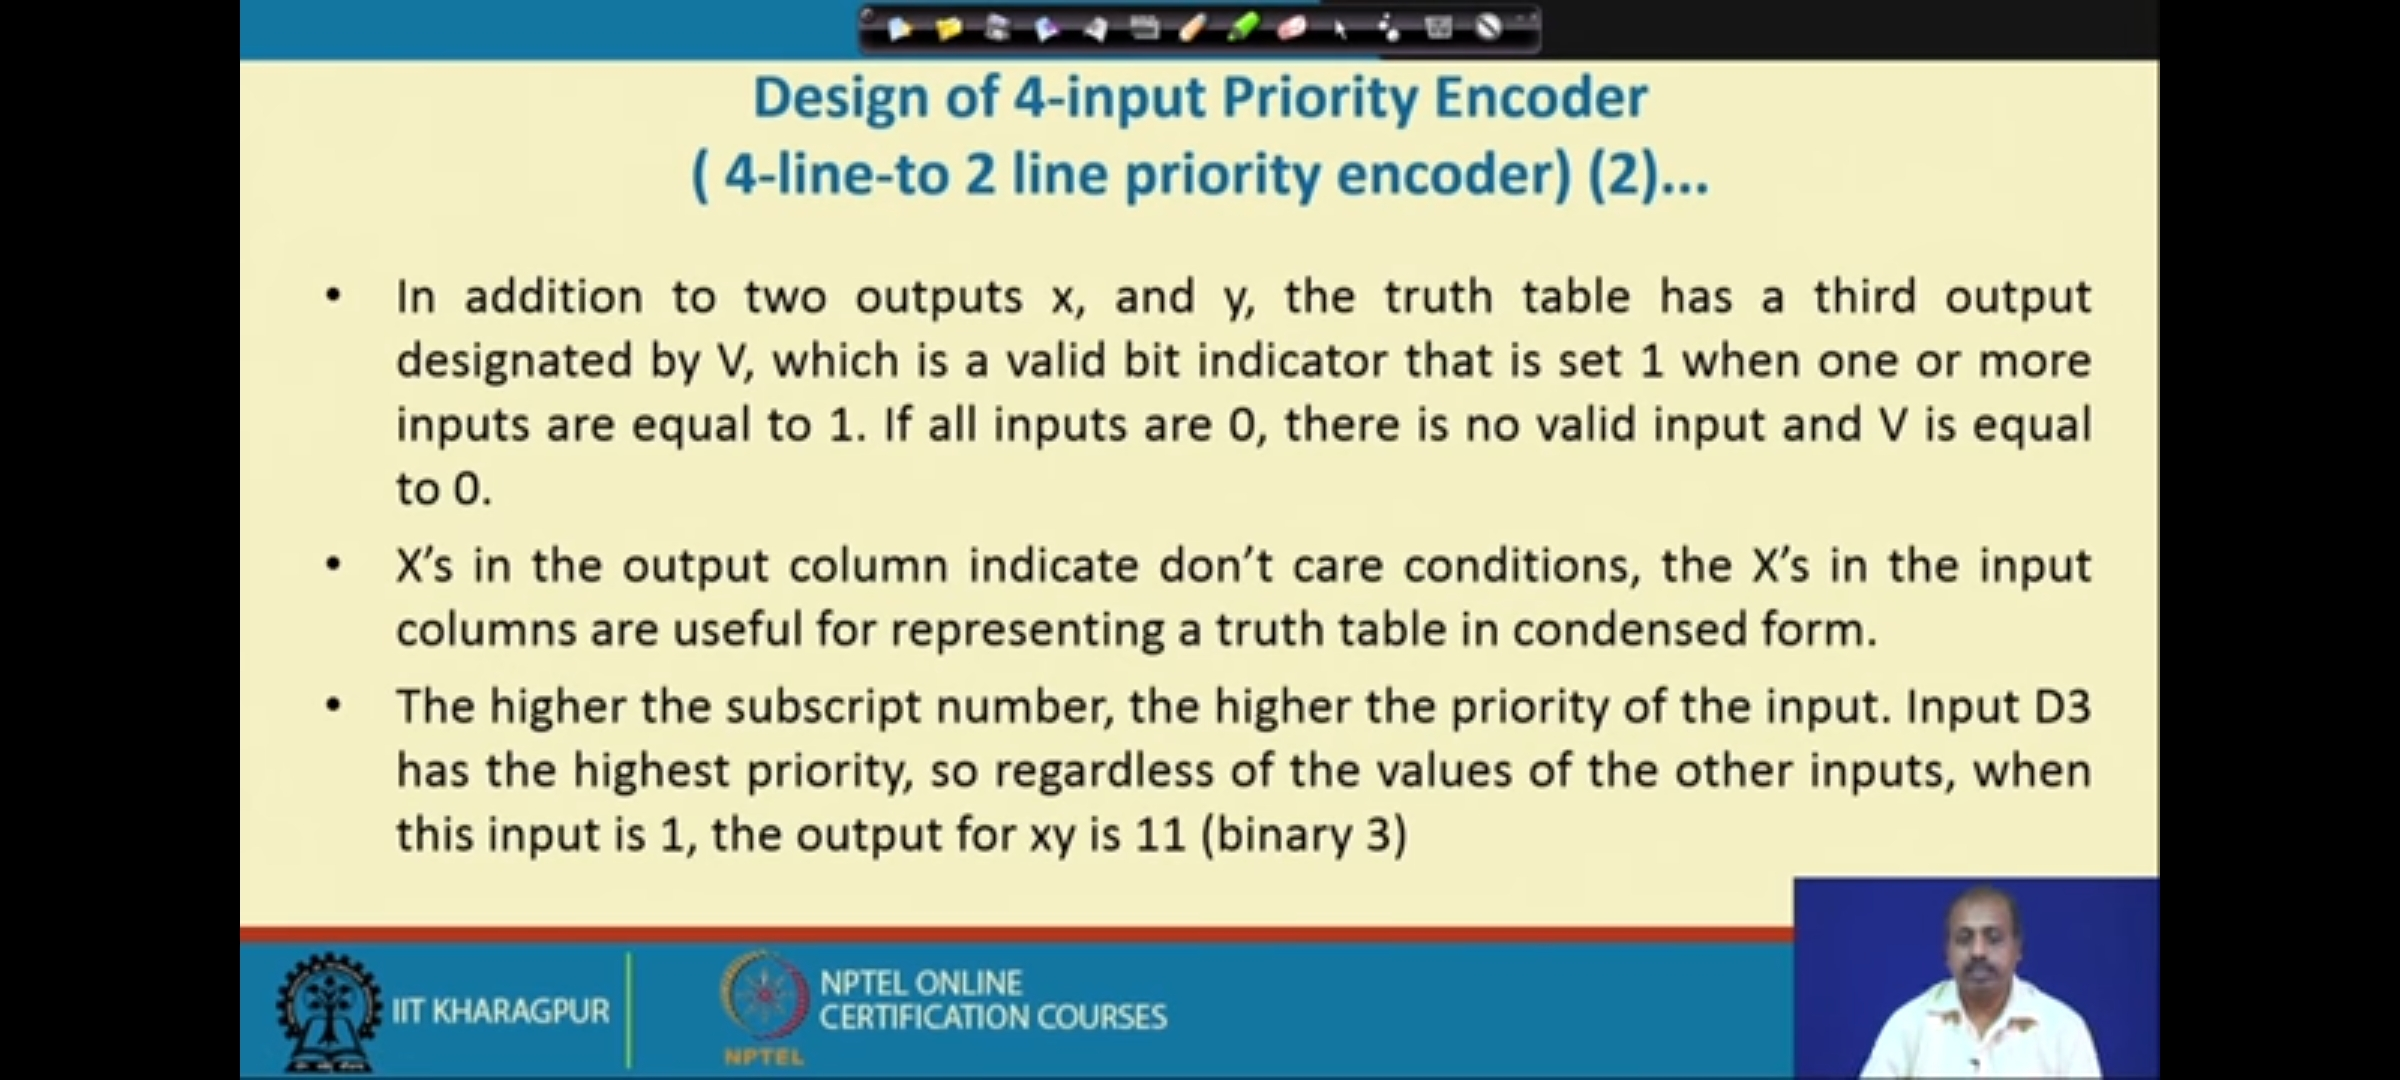 Design of 4-input Priority Encoder
( 4-line-to 2 line priority encoder) (2)...
• In addition to two outputs x, and y, the truth table has a third output
designated by V, which is a valid bit indicator that is set 1 when one or more
inputs are equal to 1. If all inputs are 0, there is no valid input and V is equal
to 0.
• X's in the output column indicate don't care conditions, the X's in the input
columns are useful for representing a truth table in condensed form.
• The higher the subscript number, the higher the priority of the input. Input D3
has the highest priority, so regardless of the values of the other inputs, when
this input is 1, the output for xy is 11 (binary 3)
IIT KHARAGPUR
NPTEL
NPTEL ONLINE
CERTIFICATION COURSES